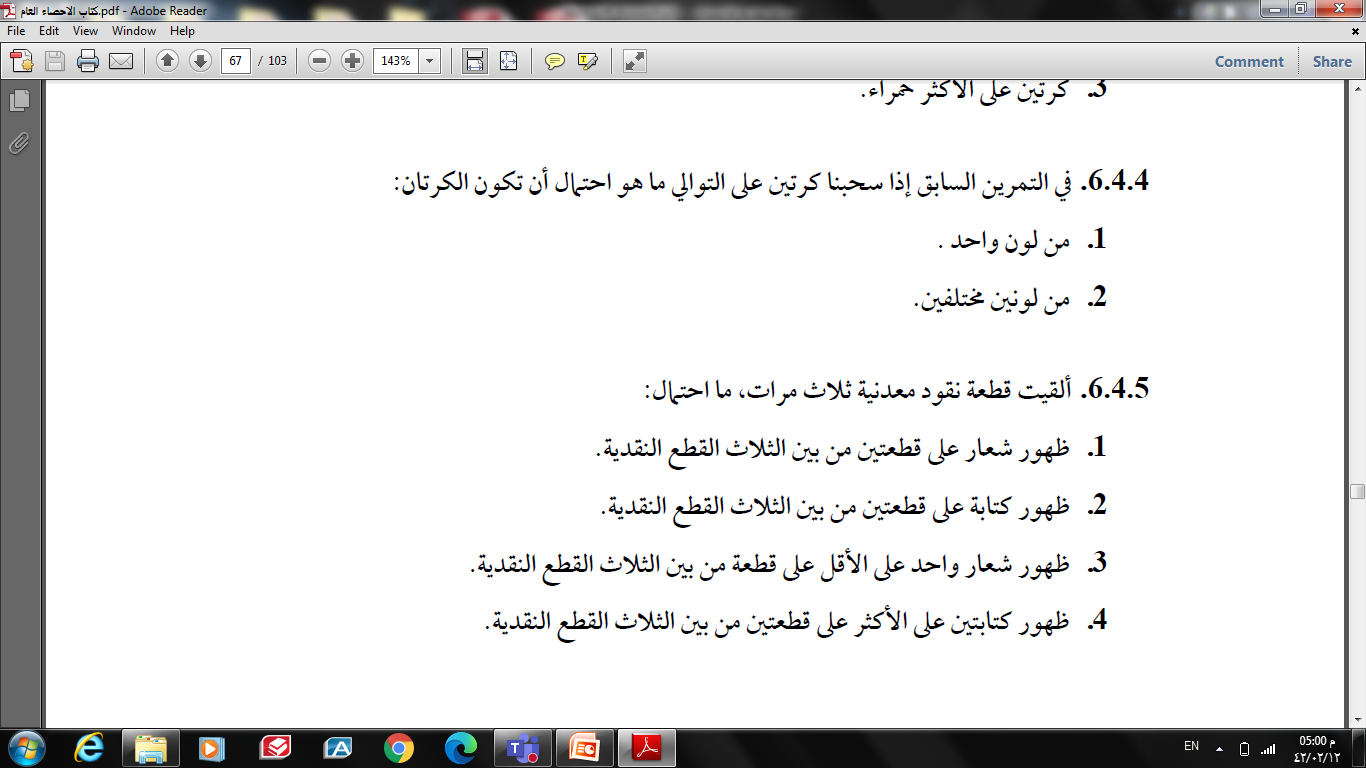 كتاب الاحصاء العام.pdf - Adobe Reader
File Edit View Window Help
67 / 103 143% Comment Share
3. كرتين على الأكثر حمراء.
6.4.4. في التمرين السابق إذا سحبنا كرتين على التوالي ما هو احتمال أن تكون الكرتان:
1. من لون واحد .
2. من لونين مختلفين.
6.4.5. ألقيت قطعة نقود معدنية ثلاث مرات، ما احتمال:
1. ظهور شعار على قطعتين من بين الثلاث القطع النقدية.
2. ظهور كتابة على قطعتين من بين الثلاث القطع النقدية.
3. ظهور شعار واحد على الأقل على قطعة من بين الثلاث القطع النقدية.
4. ظهور كتابتين على الأكثر على قطعتين من بين الثلاث القطع النقدية.
EN 05:00 م
٤٢/٠٢/١٢